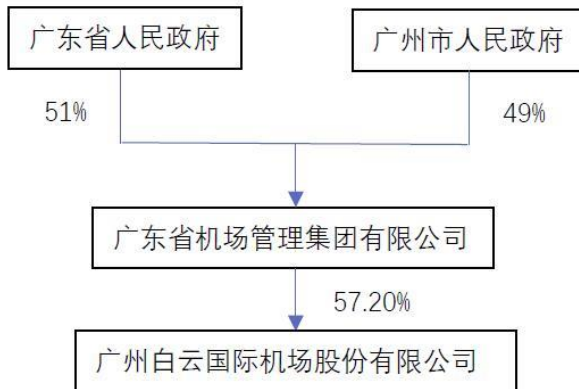 广东省人民政府
广州市人民政府
51%
49%
广东省机场管理集团有限公司
57.20%
广州白云国际机场股份有限公司